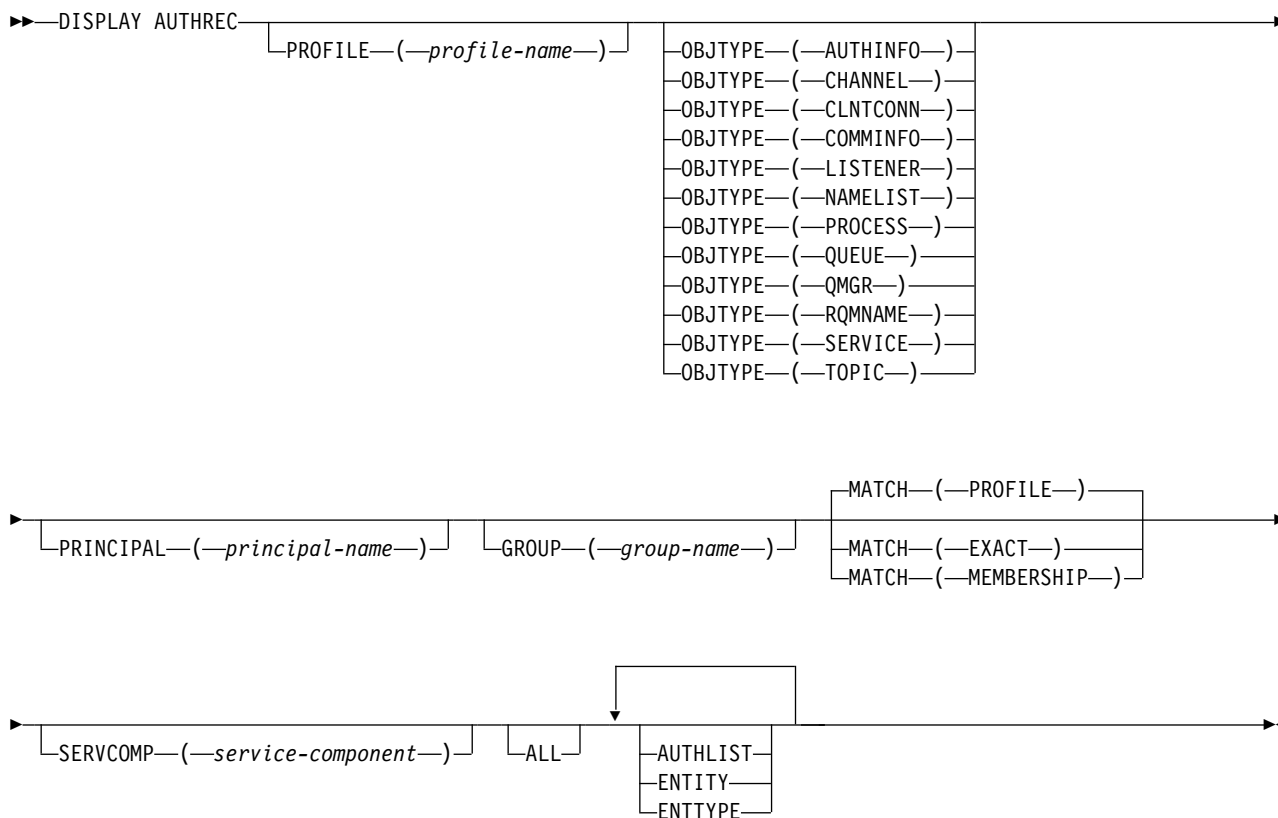 DISPLAY AUTHREC
PROFILE ( profile-name )
OBJTYPE ( AUTHINFO )
OBJTYPE ( CHANNEL )
OBJTYPE ( CLNTCONN )
OBJTYPE ( COMMINFO )
OBJTYPE ( LISTENER )
OBJTYPE ( NAMELIST )
OBJTYPE ( PROCESS )
OBJTYPE ( QUEUE )
OBJTYPE ( QMGR )
OBJTYPE ( RQMNAME )
OBJTYPE ( SERVICE )
OBJTYPE ( TOPIC )
PRINCIPAL ( principal-name )
GROUP ( group-name )
MATCH ( PROFILE )
MATCH ( EXACT )
MATCH ( MEMBERSHIP )
SERVCOMP ( service-component )
ALL
AUTHLIST
ENTITY
ENTTYPE